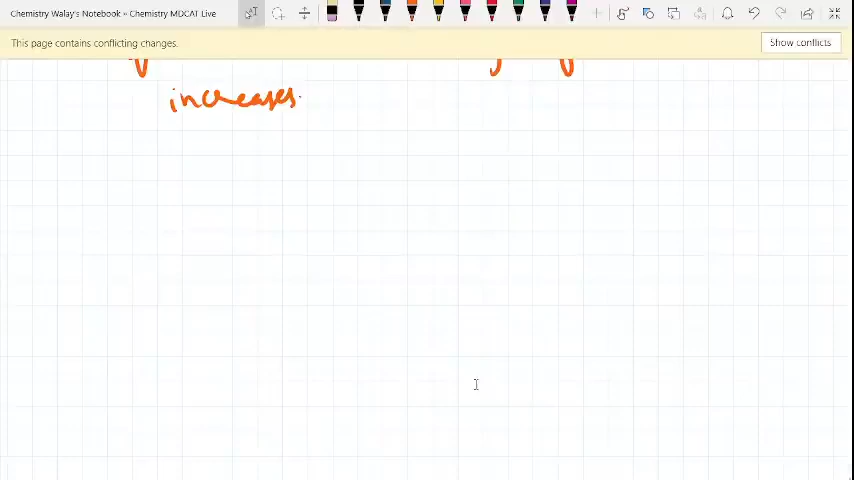 Chemistry Walay's Notebook » Chemistry MDCAT Live
This page contains conflicting changes.
Show conflicts
increases.